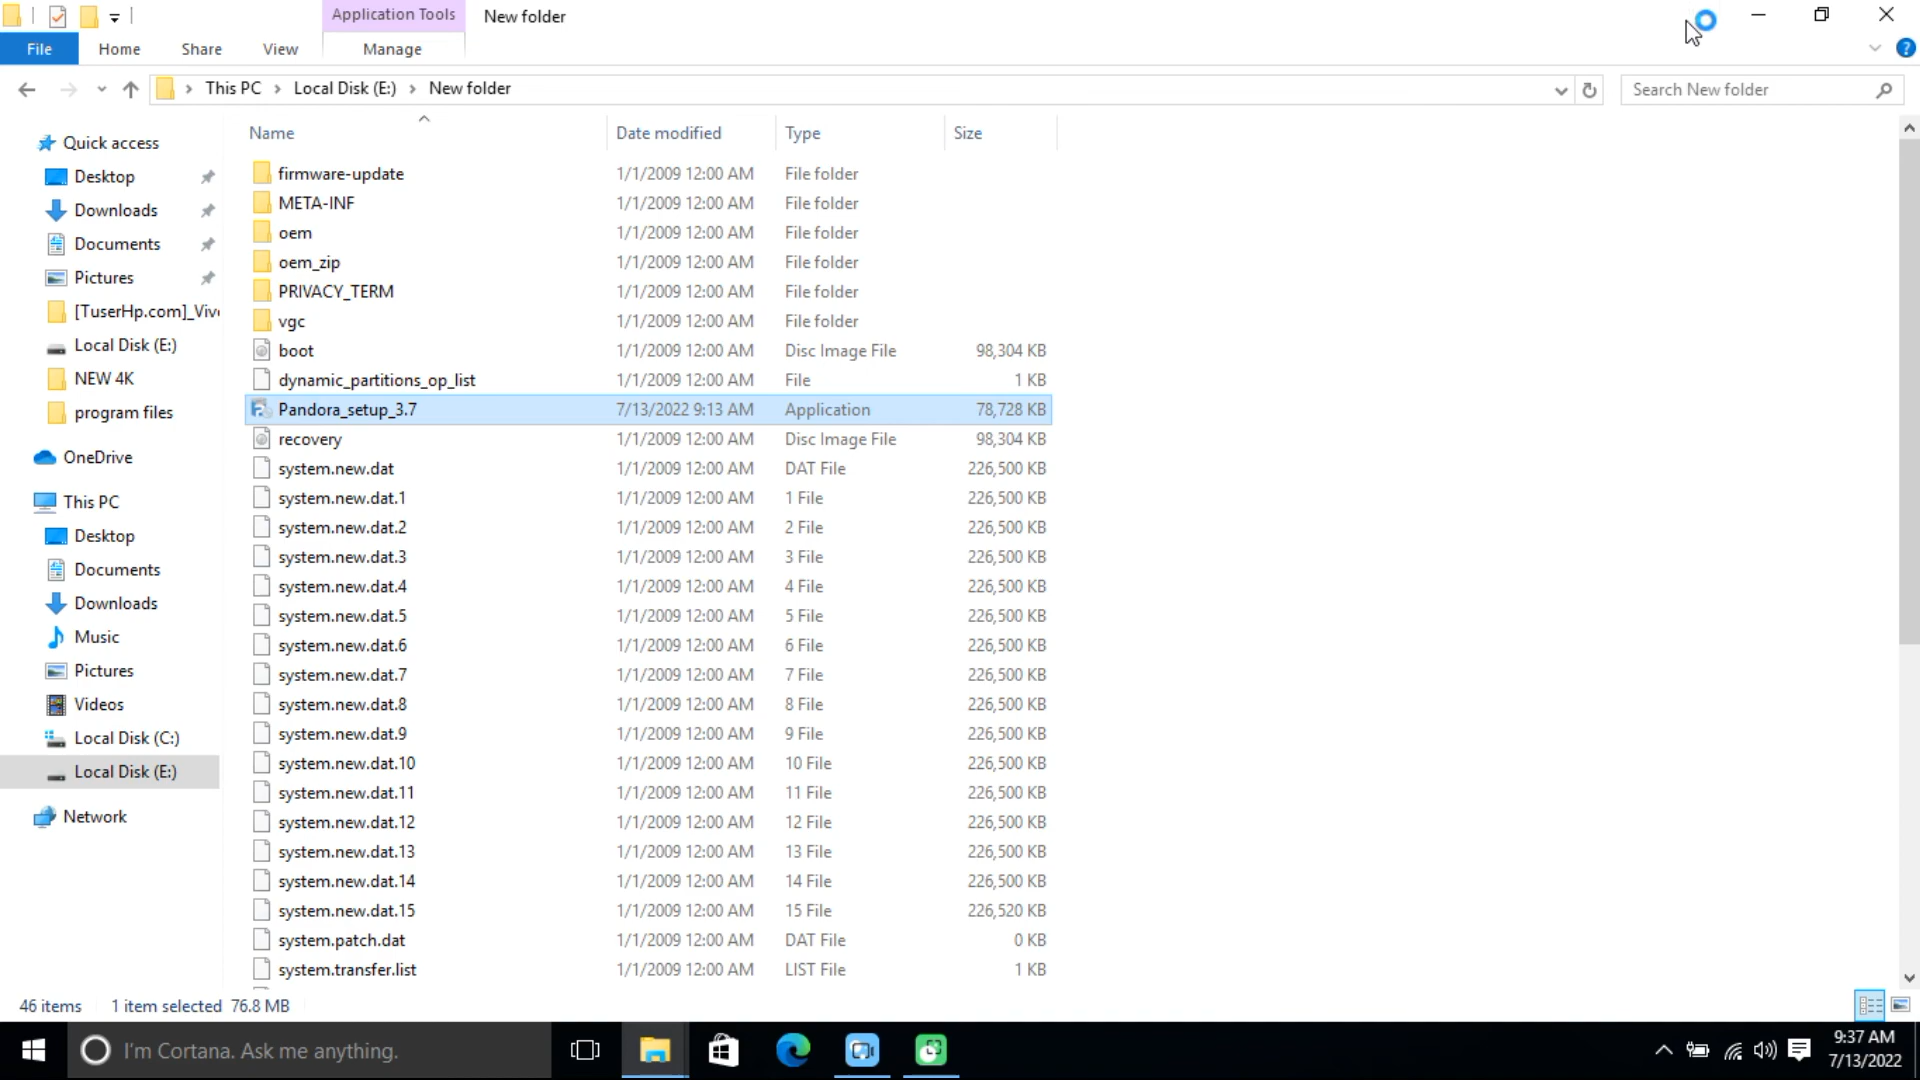 Application Tools New folder
File Home Share View Manage
This PC Local Disk (E:) New folder Search New folder
Name Date modified Type Size
Quick access
Desktop
Downloads
Documents
Pictures
[TuserHp.com]_Viv
Local Disk (E:)
NEW 4K
program files
OneDrive
This PC
Desktop
Documents
Downloads
Music
Pictures
Videos
Local Disk (C:)
Local Disk (E:)
Network
firmware-update 1/1/2009 12:00 AM File folder
META-INF 1/1/2009 12:00 AM File folder
oem 1/1/2009 12:00 AM File folder
oem_zip 1/1/2009 12:00 AM File folder
PRIVACY_TERM 1/1/2009 12:00 AM File folder
vgc 1/1/2009 12:00 AM File folder
boot 1/1/2009 12:00 AM Disc Image File 98,304 KB
dynamic_partitions_op_list 1/1/2009 12:00 AM File 1 KB
Pandora_setup_3.7 7/13/2022 9:13 AM Application 78,728 KB
recovery 1/1/2009 12:00 AM Disc Image File 98,304 KB
system.new.dat 1/1/2009 12:00 AM DAT File 226,500 KB
system.new.dat.1 1/1/2009 12:00 AM 1 File 226,500 KB
system.new.dat.2 1/1/2009 12:00 AM 2 File 226,500 KB
system.new.dat.3 1/1/2009 12:00 AM 3 File 226,500 KB
system.new.dat.4 1/1/2009 12:00 AM 4 File 226,500 KB
system.new.dat.5 1/1/2009 12:00 AM 5 File 226,500 KB
system.new.dat.6 1/1/2009 12:00 AM 6 File 226,500 KB
system.new.dat.7 1/1/2009 12:00 AM 7 File 226,500 KB
system.new.dat.8 1/1/2009 12:00 AM 8 File 226,500 KB
system.new.dat.9 1/1/2009 12:00 AM 9 File 226,500 KB
system.new.dat.10 1/1/2009 12:00 AM 10 File 226,500 KB
system.new.dat.11 1/1/2009 12:00 AM 11 File 226,500 KB
system.new.dat.12 1/1/2009 12:00 AM 12 File 226,500 KB
system.new.dat.13 1/1/2009 12:00 AM 13 File 226,500 KB
system.new.dat.14 1/1/2009 12:00 AM 14 File 226,500 KB
system.new.dat.15 1/1/2009 12:00 AM 15 File 226,520 KB
system.patch.dat 1/1/2009 12:00 AM DAT File 0 KB
system.transfer.list 1/1/2009 12:00 AM LIST File 1 KB
46 items 1 item selected 76.8 MB
I'm Cortana. Ask me anything.
9:37 AM
7/13/2022